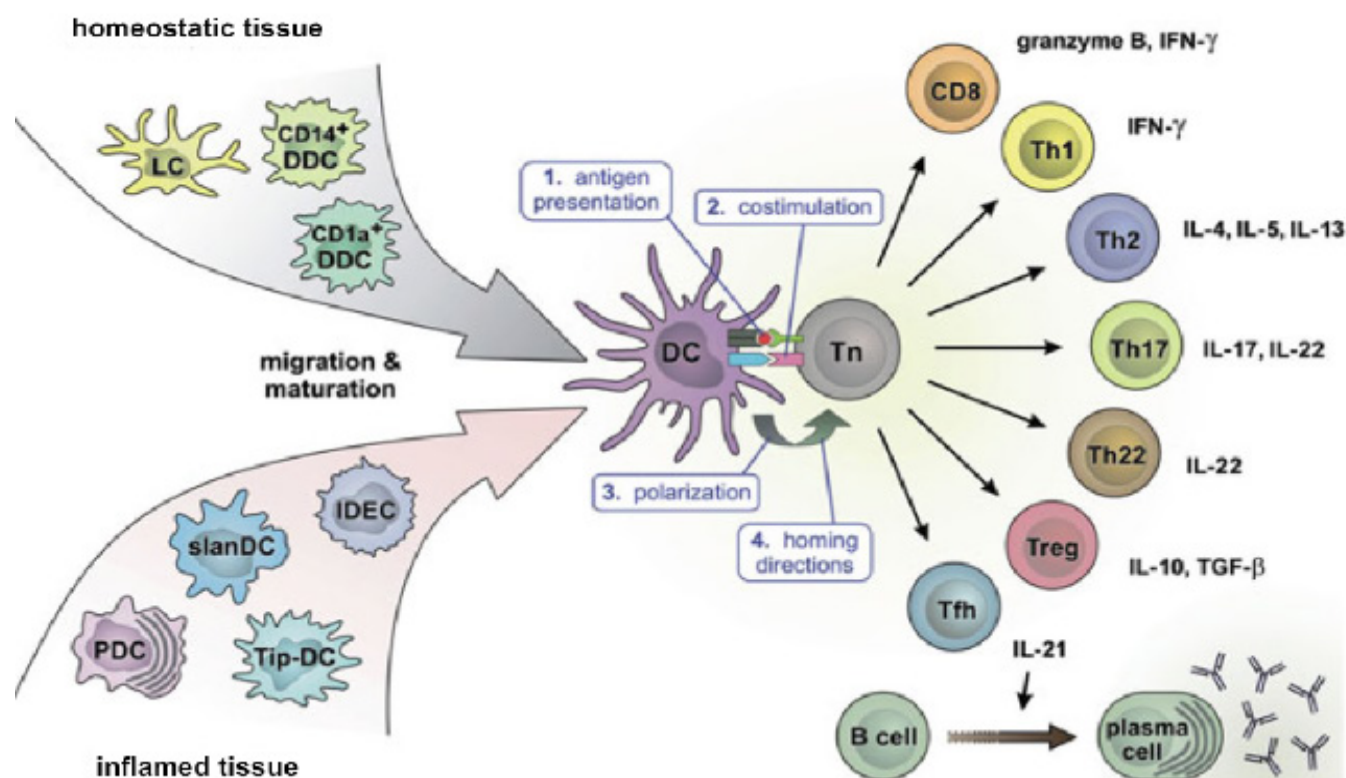 homeostatic tissue
LC
CD14+
DDC
CD1a+
DDC
migration &
maturation
IDEC
slanDC
PDC
Tip-DC
inflamed tissue
1. antigen
presentation
2. costimulation
DC
Tn
3. polarization
4. homing
directions
CD8
granzyme B, IFN-γ
Th1
IFN-γ
Th2
IL-4, IL-5, IL-13
Th17
IL-17, IL-22
Th22
IL-22
Treg
IL-10, TGF-β
Tfh
IL-21
B cell
plasma
cell